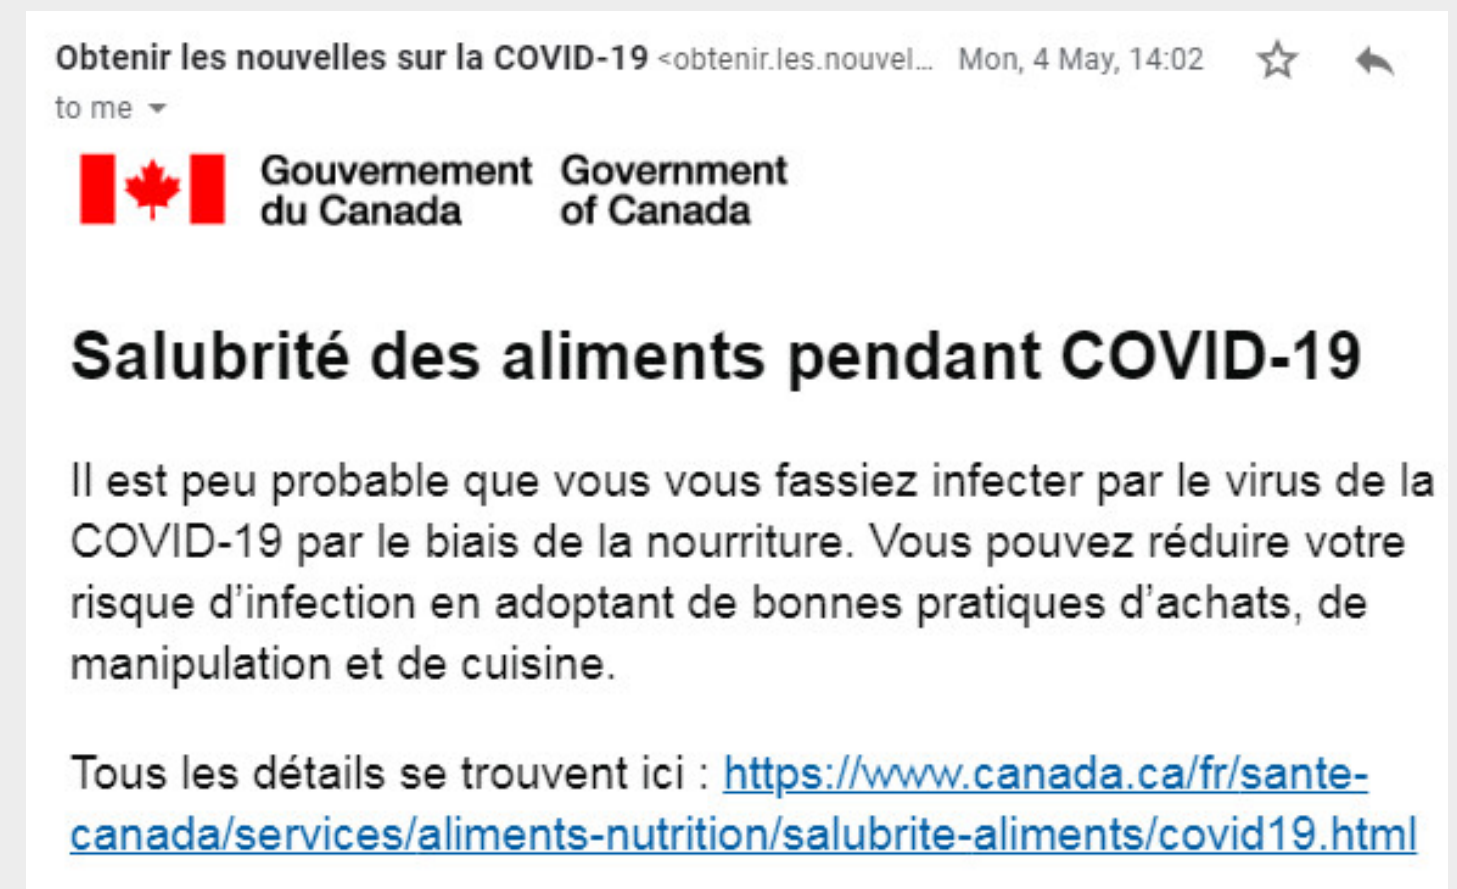 Obtenir les nouvelles sur la COVID-19 <obtenir.les.nouvel... Mon, 4 May, 14:02
to me
Gouvernement Government
du Canada of Canada
Salubrité des aliments pendant COVID-19
Il est peu probable que vous vous fassiez infecter par le virus de la
COVID-19 par le biais de la nourriture. Vous pouvez réduire votre
risque d'infection en adoptant de bonnes pratiques d'achats, de
manipulation et de cuisine.
Tous les détails se trouvent ici : https://www.canada.ca/fr/sante-
canada/services/aliments-nutrition/salubrite-aliments/covid19.html